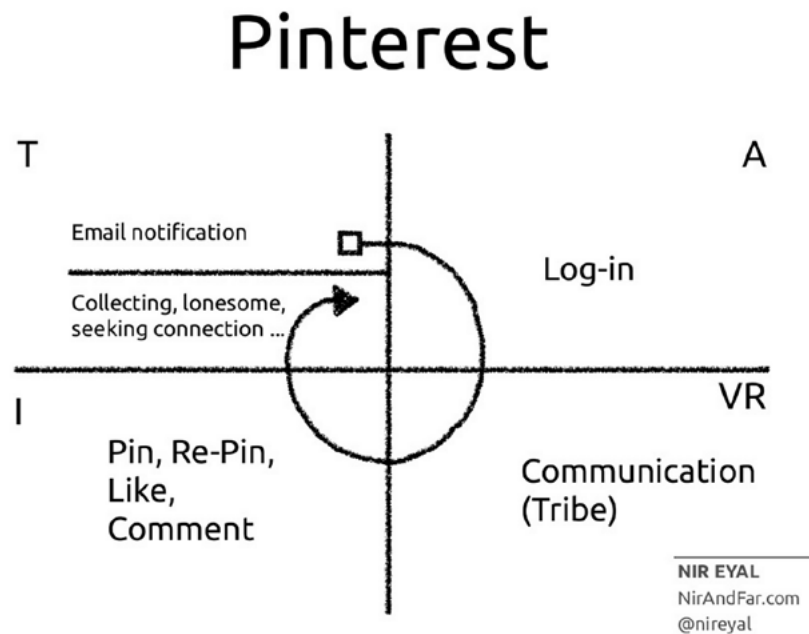 Pinterest
T
A
Email notification
Log-in
Collecting, lonesome,
seeking connection ...
I
VR
Pin, Re-Pin,
Like,
Comment
Communication
(Tribe)
NIR EYAL
NirAndFar.com
@nireyal